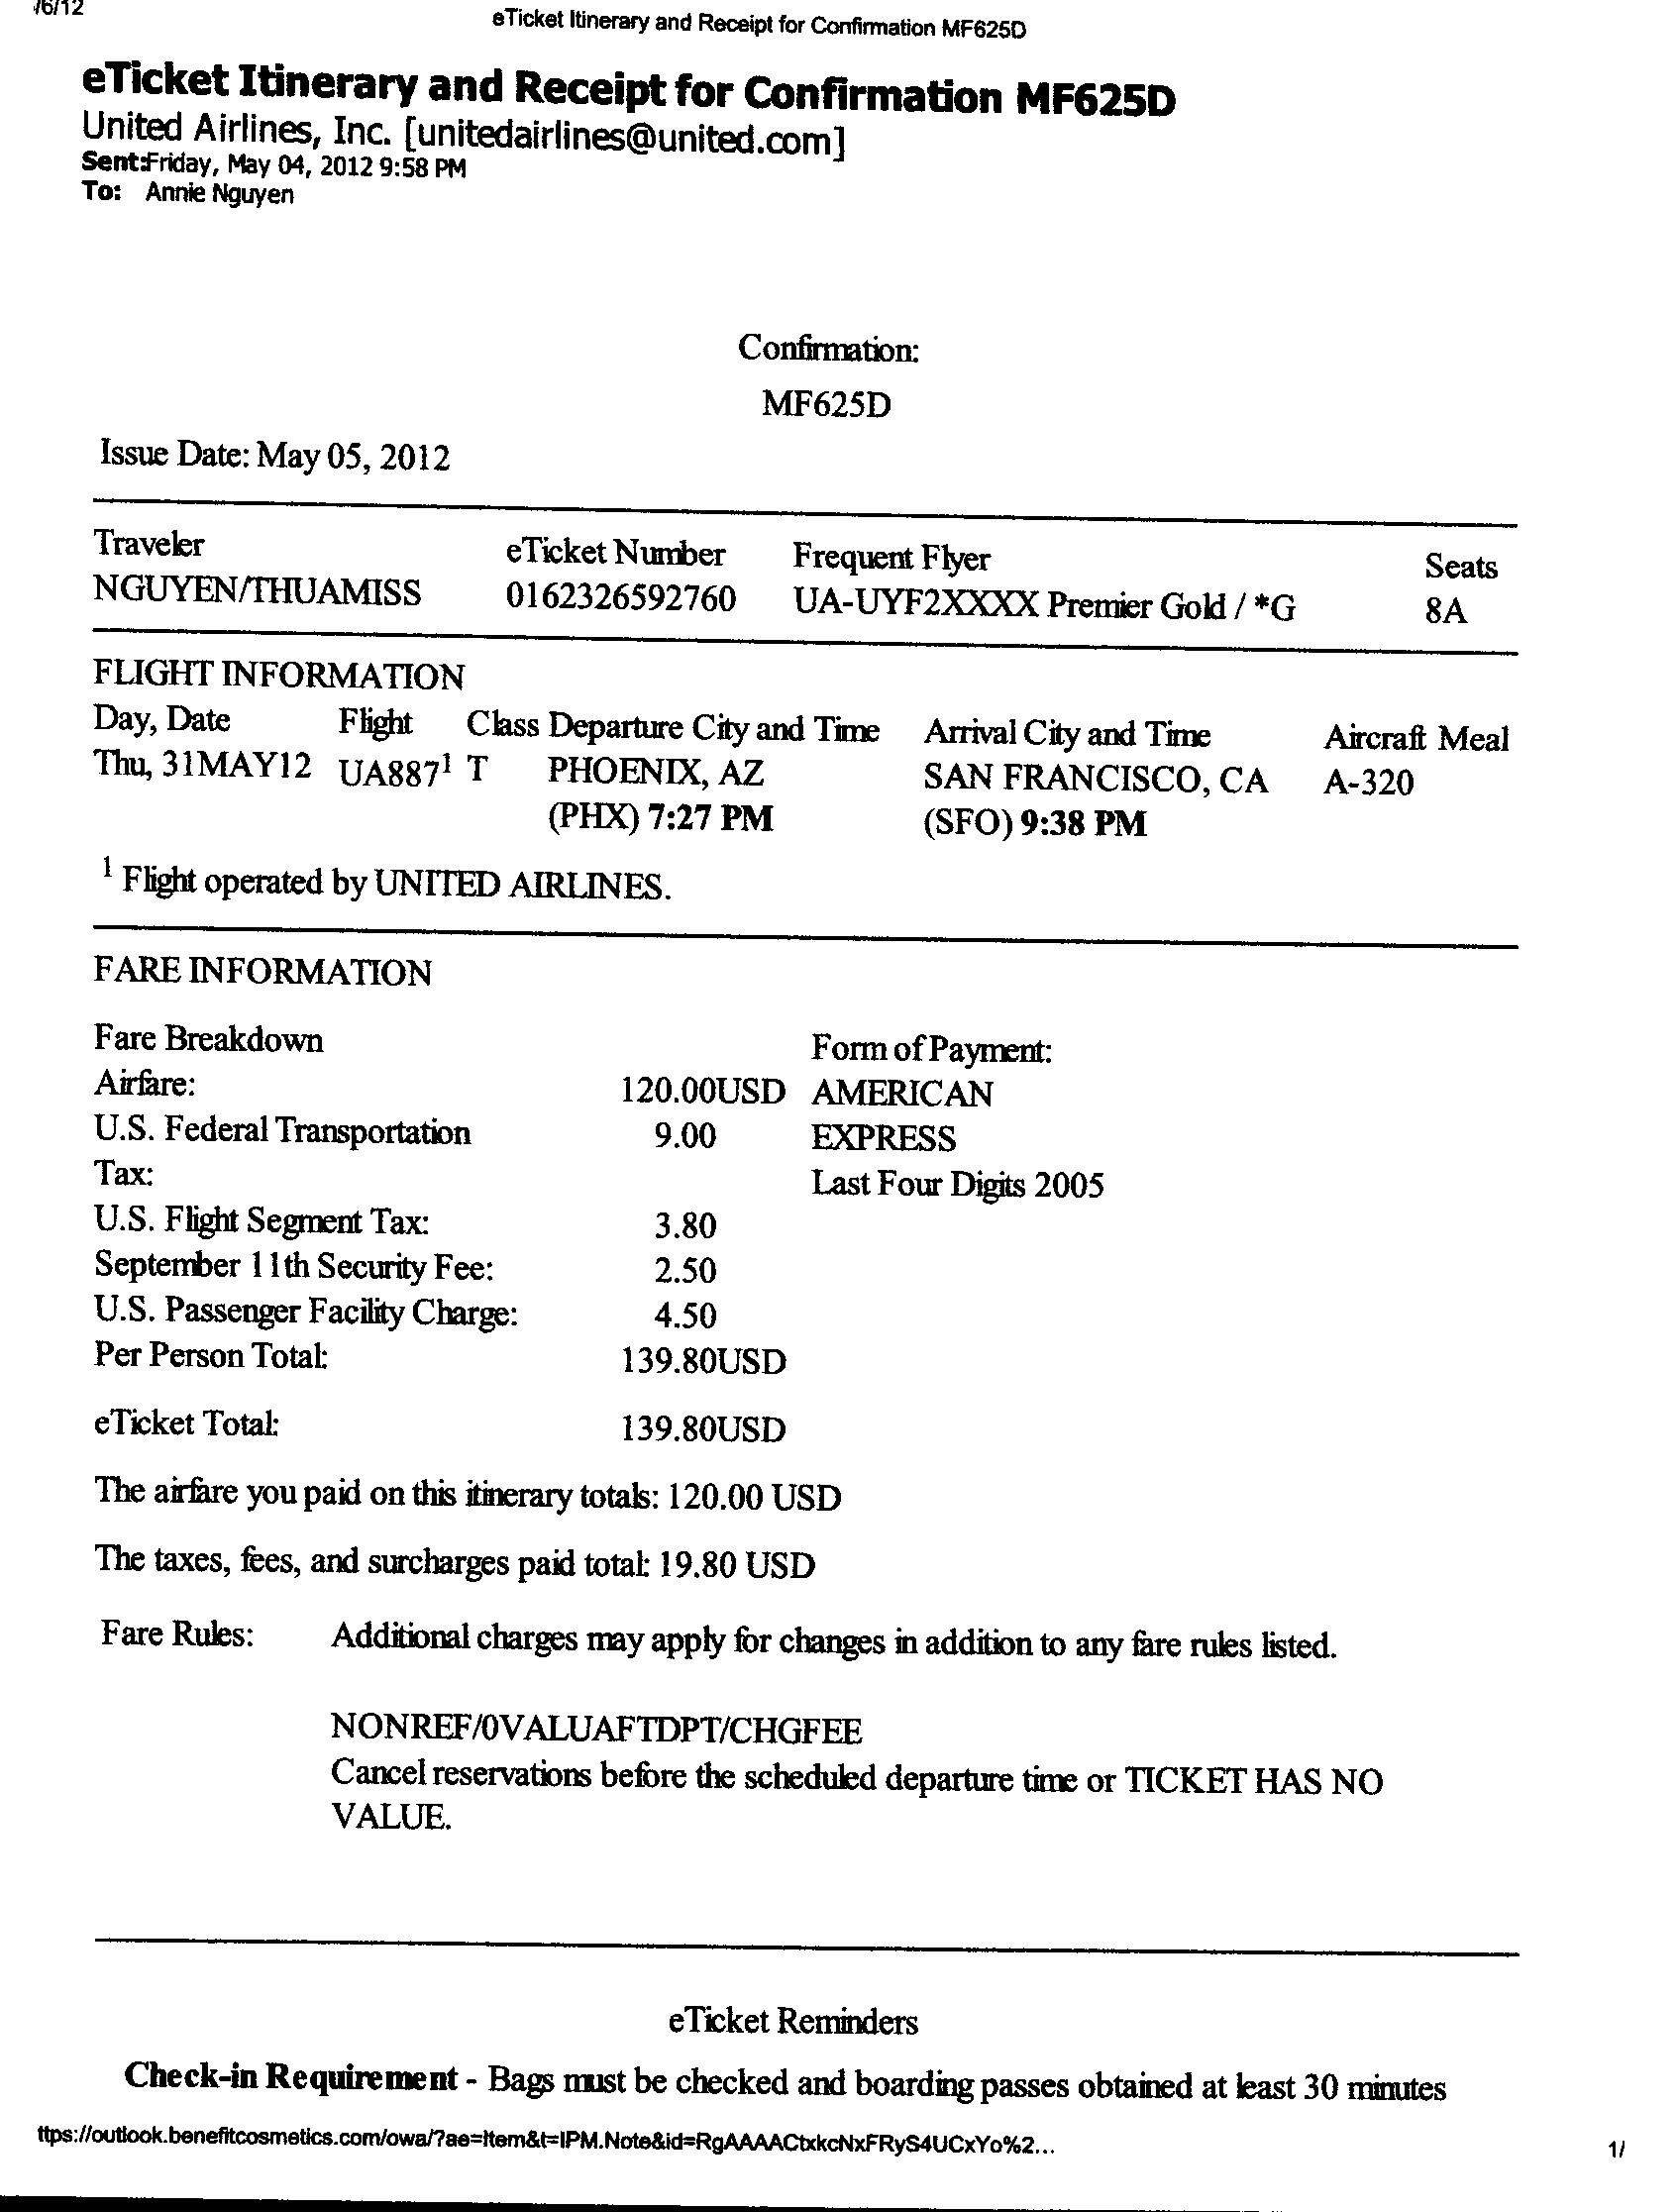 /6/12 eTicket Itinerary and Receipt for Confirmation MF625D
eTicket Itinerary and Receipt for Confirmation MF625D
United Airlines, Inc. [unitedairlines@united.com]
Sent:Friday, May 04, 2012 9:58 PM
To: Annie Nguyen
Confirmation:
MF625D
Issue Date: May 05, 2012
Traveler eTicket Number Frequent Flyer Seats
NGUYEN/THUAMISS 0162326592760 UA-UYF2XXXX Premier Gold / *G 8A
FLIGHT INFORMATION
Day, Date Flight Class Departure City and Time Arrival City and Time Aircraft Meal
Thu, 31MAY12 UA887¹ T PHOENIX, AZ SAN FRANCISCO, CA A-320
(PHX) 7:27 PM (SFO) 9:38 PM
¹ Flight operated by UNITED AIRLINES.
FARE INFORMATION
Fare Breakdown Form of Payment:
Airfare: 120.00USD AMERICAN
U.S. Federal Transportation 9.00 EXPRESS
Tax: Last Four Digits 2005
U.S. Flight Segment Tax: 3.80
September 11th Security Fee: 2.50
U.S. Passenger Facility Charge: 4.50
Per Person Total: 139.80USD
eTicket Total: 139.80USD
The airfare you paid on this itinerary totals: 120.00 USD
The taxes, fees, and surcharges paid total: 19.80 USD
Fare Rules: Additional charges may apply for changes in addition to any fare rules listed.
NONREF/0VALUAFTDPT/CHGFEE
Cancel reservations before the scheduled departure time or TICKET HAS NO
VALUE.
eTicket Reminders
Check-in Requirement - Bags must be checked and boarding passes obtained at least 30 minutes
ttps://outlook.benefitcosmetics.com/owa/?ae=Item&t=IPM.Note&id=RgAAAACtxkcNxFRyS4UCxYo%2... 1/